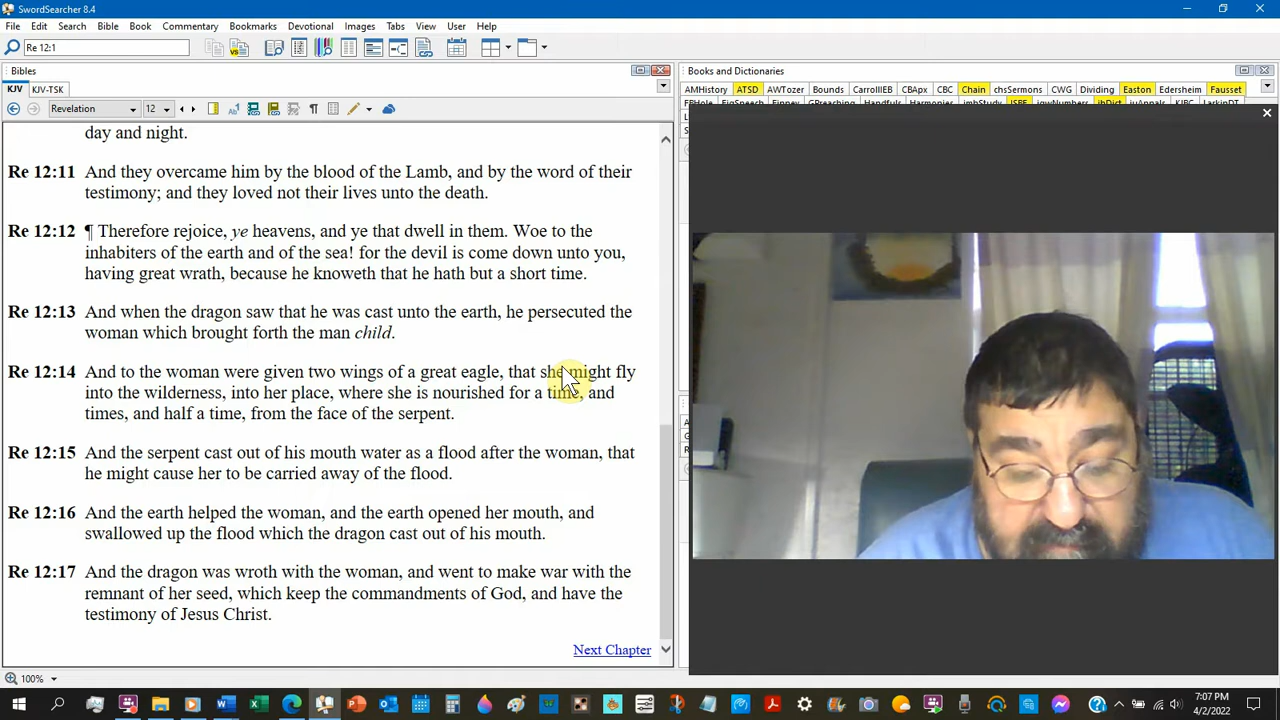 SwordSearcher 8.4
File Edit Search Bible Book Commentary Bookmarks Devotional Images Tabs View User Help
Re 12:1
Bibles
KJV KJV-TSK
Revelation 12
day and night.
Re 12:11 And they overcame him by the blood of the Lamb, and by the word of their
testimony; and they loved not their lives unto the death.
Re 12:12 ¶ Therefore rejoice, ye heavens, and ye that dwell in them. Woe to the
inhabiters of the earth and of the sea! for the devil is come down unto you,
having great wrath, because he knoweth that he hath but a short time.
Re 12:13 And when the dragon saw that he was cast unto the earth, he persecuted the
woman which brought forth the man child.
Re 12:14 And to the woman were given two wings of a great eagle, that she might fly
into the wilderness, into her place, where she is nourished for a time, and
times, and half a time, from the face of the serpent.
Re 12:15 And the serpent cast out of his mouth water as a flood after the woman, that
he might cause her to be carried away of the flood.
Re 12:16 And the earth helped the woman, and the earth opened her mouth, and
swallowed up the flood which the dragon cast out of his mouth.
Re 12:17 And the dragon was wroth with the woman, and went to make war with the
remnant of her seed, which keep the commandments of God, and have the
testimony of Jesus Christ.
Next Chapter
100%
Books and Dictionaries
AMHistory ATSD AWTozer Bounds CarrollIEB CBApx CBC Chain chsSermons CWG Dividing Easton Edersheim Fausset
7:07 PM
4/2/2022